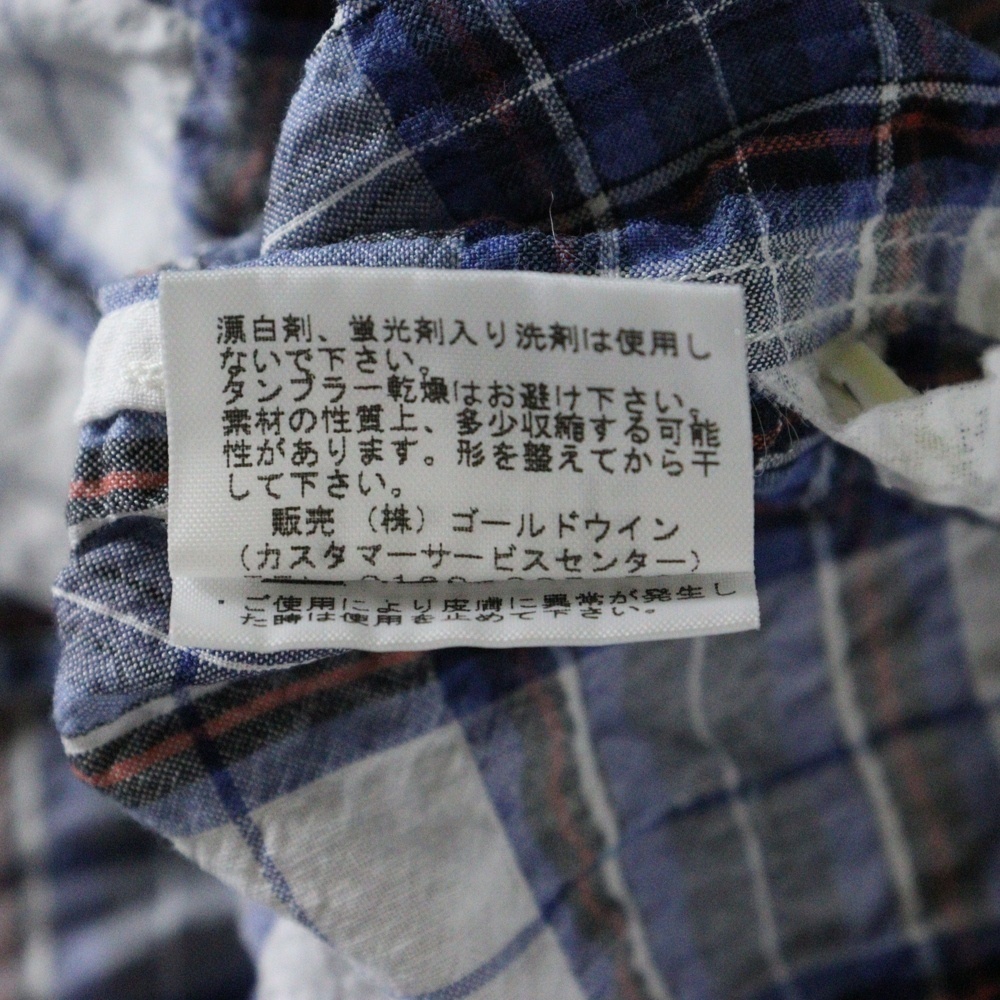 漂白剤、蛍光剤入り洗剤は使用し
ないで下さい。
タンブラー乾燥はお避け下さい。
素材の性質上、多少収縮する可能
性があります。形を整えてから干
して下さい。
販売 (株) ゴールドウイン
(カスタマーサービスセンター)
・ご使用により皮膚に異常が発生し
た時は使用を止めて下さい。